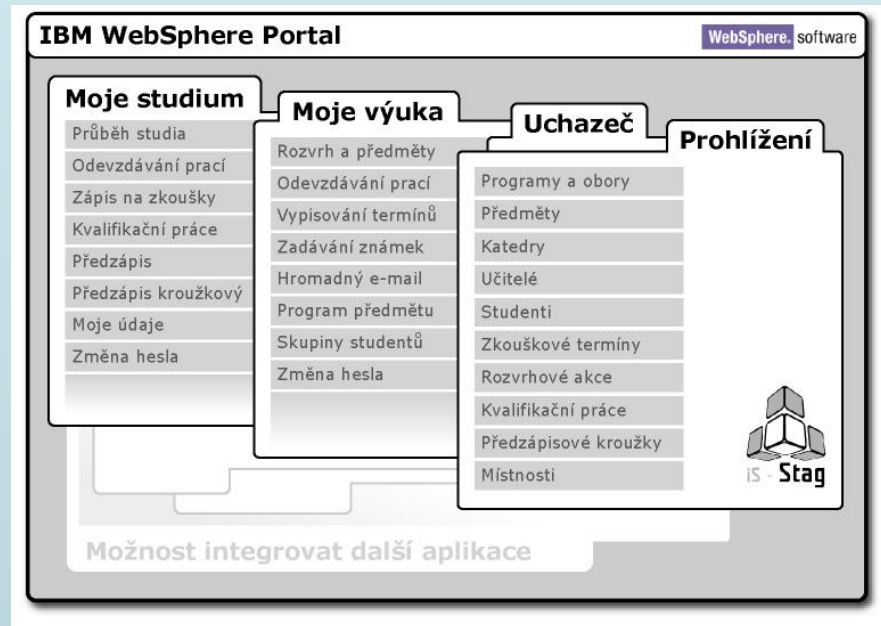 IBM WebSphere Portal
WebSphere. software
Moje studium
Průběh studia
Odevzdávání prací
Zápis na zkoušky
Kvalifikační práce
Předzápis
Předzápis kroužkový
Moje údaje
Změna hesla
Moje výuka
Rozvrh a předměty
Odevzdávání prací
Vypisování termínů
Zadávání známek
Hromadný e-mail
Program předmětu
Skupiny studentů
Změna hesla
Uchazeč
Prohlížení
Programy a obory
Předměty
Katedry
Učitelé
Studenti
Zkouškové termíny
Rozvrhové akce
Kvalifikační práce
Předzápisové kroužky
Místnosti
iS - Stag
Možnost integrovat další aplikace